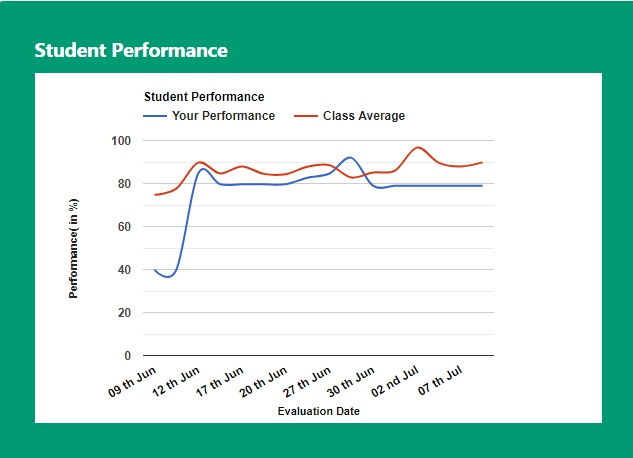 Student Performance
Student Performance
Your Performance Class Average
Performance( in %)
100
80
60
40
20
0
09 th Jun 12 th Jun 17 th Jun 20 th Jun 27 th Jun 30 th Jun 02 nd Jul 07 th Jul
Evaluation Date